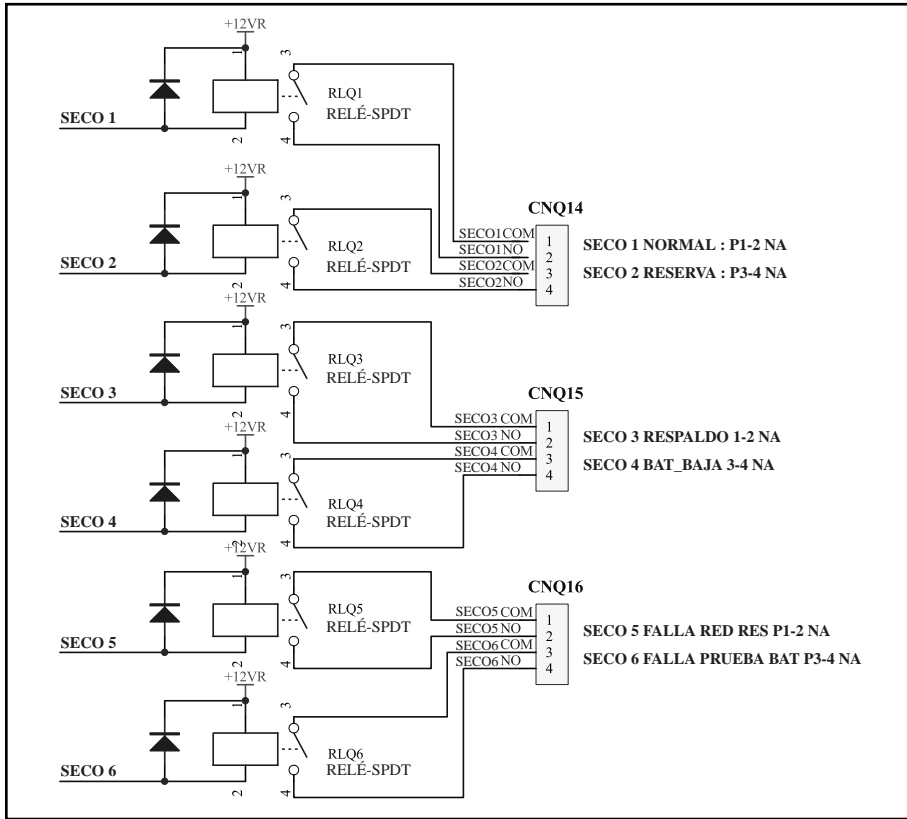 +12VR
1
3
RLQ1
RELÉ-SPDT
SECO 1
2
4
+12VR
1
3
RLQ2
RELÉ-SPDT
SECO 2
2
4
CNQ14
SECO1COM 1
SECO1NO 2
SECO2COM 3
SECO2NO 4
SECO 1 NORMAL : P1-2 NA
SECO 2 RESERVA : P3-4 NA
+12VR
1
3
RLQ3
RELÉ-SPDT
SECO 3
2
4
CNQ15
SECO3 COM 1
SECO3 NO 2
SECO4 COM 3
SECO4 NO 4
SECO 3 RESPALDO 1-2 NA
SECO 4 BAT_BAJA 3-4 NA
+12VR
1
3
RLQ4
RELÉ-SPDT
SECO 4
2
4
+12VR
1
3
RLQ5
RELÉ-SPDT
SECO 5
2
4
CNQ16
SECO5 COM 1
SECO5 NO 2
SECO6 COM 3
SECO6 NO 4
SECO 5 FALLA RED RES P1-2 NA
SECO 6 FALLA PRUEBA BAT P3-4 NA
+12VR
1
3
RLQ6
RELÉ-SPDT
SECO 6
2
4